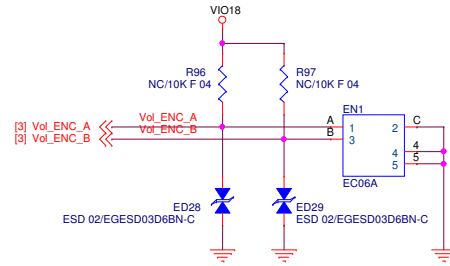 VIO18
R96
NC/10K F 04
R97
NC/10K F 04
EN1
[3] Vol_ENC_A
Vol_ENC_A
A
1
2
C
[3] Vol_ENC_B
Vol_ENC_B
B
3
4
4
5
5
EC06A
ED28
ESD 02/EGESD03D6BN-C
ED29
ESD 02/EGESD03D6BN-C